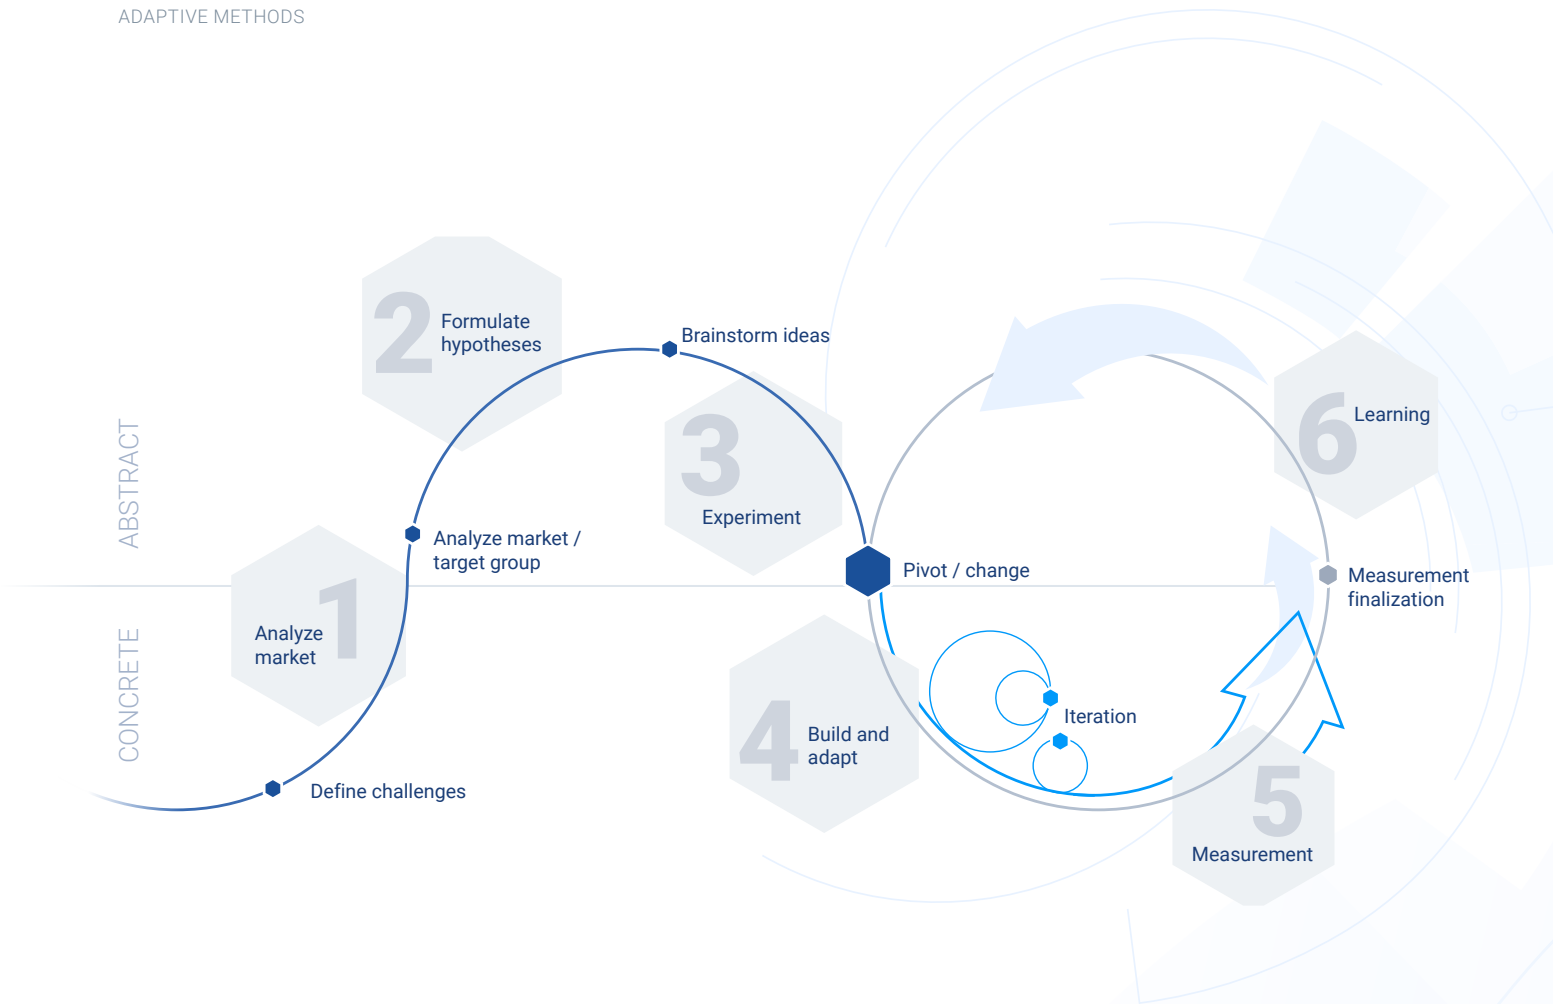 ADAPTIVE METHODS
ABSTRACT
CONCRETE
1
Analyze
market
Define challenges
Analyze market /
target group
2
Formulate
hypotheses
Brainstorm ideas
3
Experiment
Pivot / change
4
Build and
adapt
Iteration
5
Measurement
Measurement
finalization
6
Learning